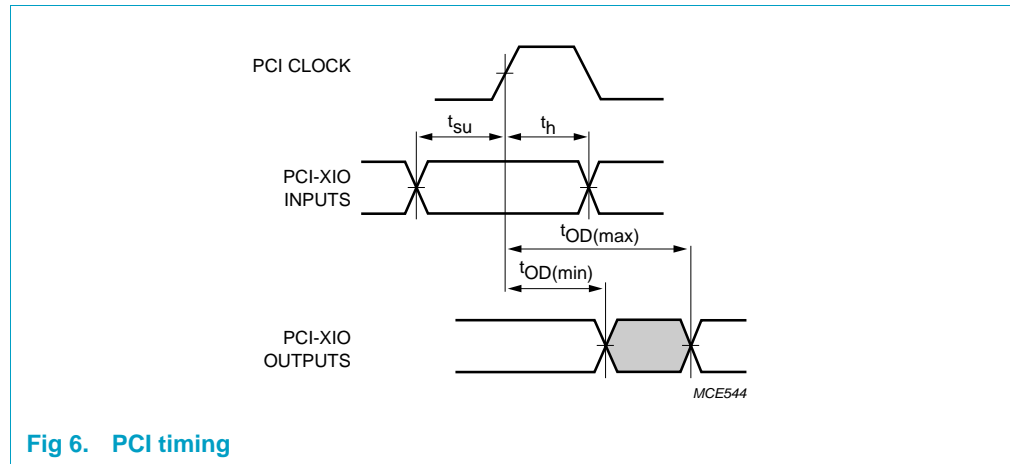 PCI CLOCK
tsu
th
PCI-XIO
INPUTS
tOD(max)
tOD(min)
PCI-XIO
OUTPUTS
MCE544
Fig 6. PCI timing